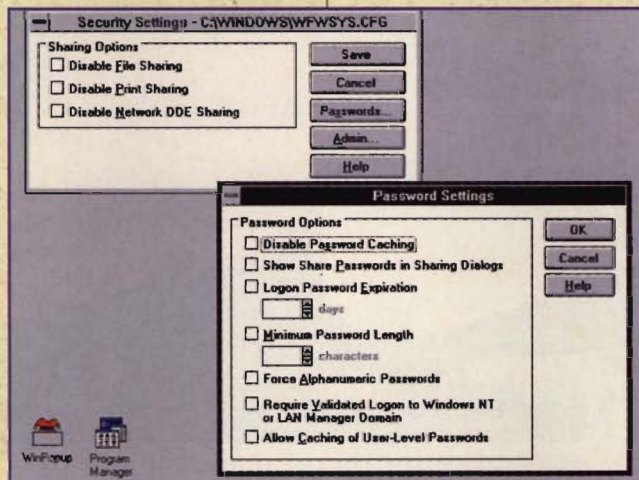 Security Settings - C:\WINDOWS\WFWSYS.CFG
Sharing Options
Disable File Sharing
Disable Print Sharing
Disable Network DDE Sharing
Save
Cancel
Passwords...
Admin...
Help
Password Settings
Password Options
Disable Password Caching
Show Share Passwords in Sharing Dialogs
Logon Password Expiration
days
Minimum Password Length
characters
Force Alphanumeric Passwords
Require Validated Logon to Windows NT
or LAN Manager Domain
Allow Caching of User-Level Passwords
OK
Cancel
Help
WinPopup
Program
Manager